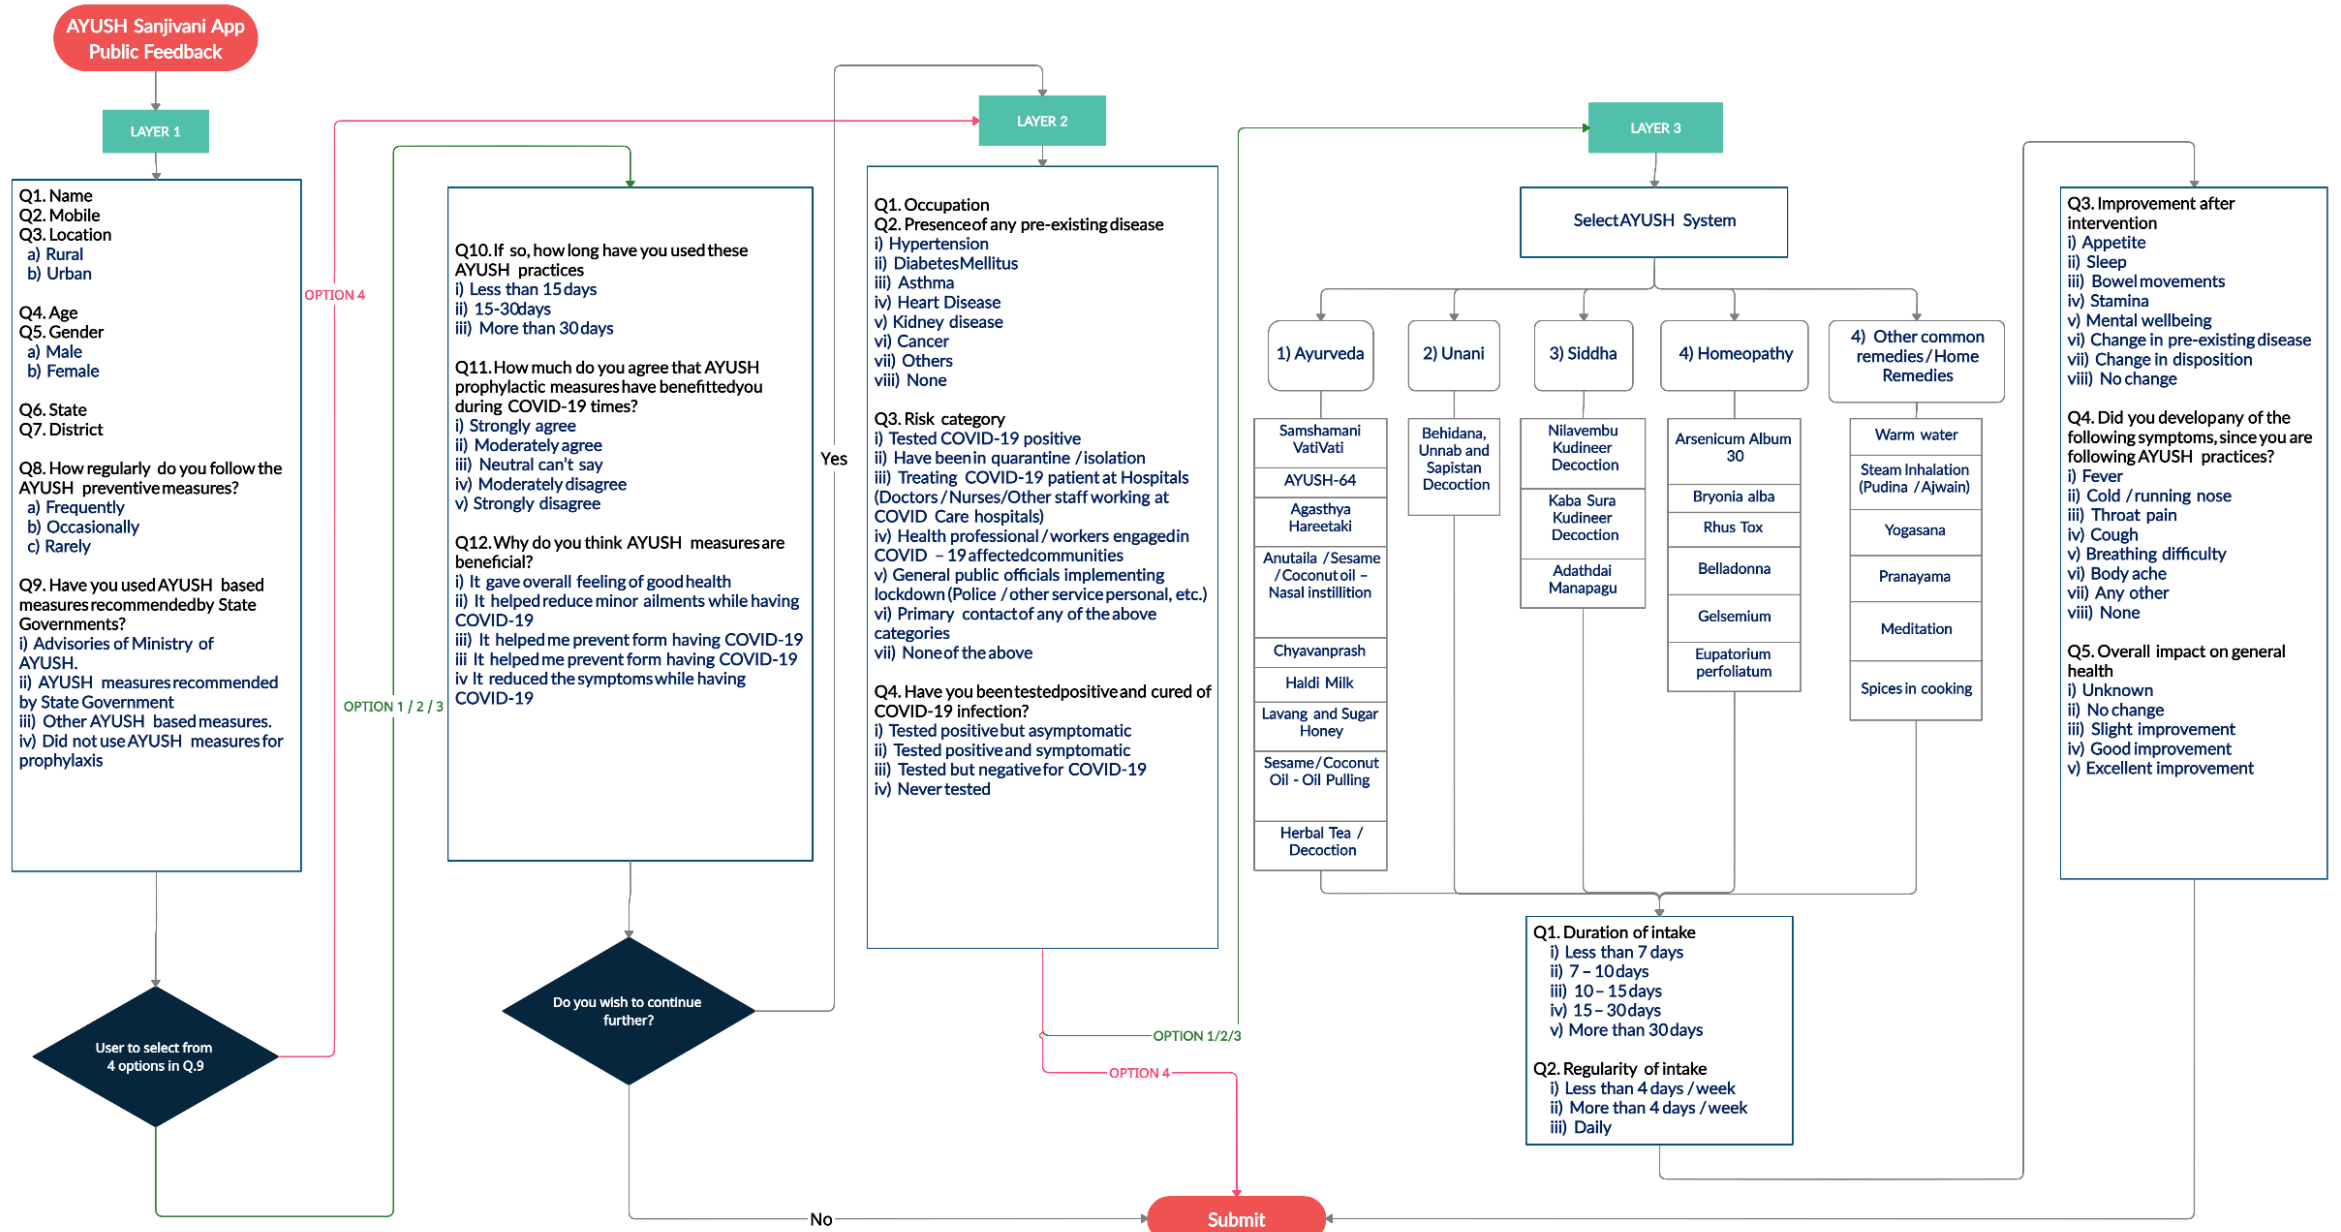 AYUSH Sanjivani App
Public Feedback
LAYER 1
Q1. Name
Q2. Mobile
Q3. Location
a) Rural
b) Urban
Q4. Age
Q5. Gender
a) Male
b) Female
Q6. State
Q7. District
Q8. How regularly do you follow the
AYUSH preventive measures?
a) Frequently
b) Occasionally
c) Rarely
Q9. Have you used AYUSH based
measures recommended by State
Governments?
i) Advisories of Ministry of
AYUSH.
ii) AYUSH measures recommended
by State Government
iii) Other AYUSH based measures.
iv) Did not use AYUSH measures for
prophylaxis
User to select from
4 options in Q.9
OPTION 4
OPTION 1 / 2 / 3
Q10. If so, how long have you used these
AYUSH practices
i) Less than 15 days
ii) 15-30days
iii) More than 30 days
Q11. How much do you agree that AYUSH
prophylactic measures have benefitted you
during COVID-19 times?
i) Strongly agree
ii) Moderately agree
iii) Neutral can't say
iv) Moderately disagree
v) Strongly disagree
Q12. Why do you think AYUSH measures are
beneficial?
i) It gave overall feeling of good health
ii) It helped reduce minor ailments while having
COVID-19
iii) It helped me prevent form having COVID-19
iii It helped me prevent form having COVID-19
iv It reduced the symptoms while having
COVID-19
Do you wish to continue
further?
Yes
No
LAYER 2
Q1. Occupation
Q2. Presence of any pre-existing disease
i) Hypertension
ii) Diabetes Mellitus
iii) Asthma
iv) Heart Disease
v) Kidney disease
vi) Cancer
vii) Others
viii) None
Q3. Risk category
i) Tested COVID-19 positive
ii) Have been in quarantine / isolation
iii) Treating COVID-19 patient at Hospitals
(Doctors / Nurses/Other staff working at
COVID Care hospitals)
iv) Health professional / workers engaged in
COVID – 19 affected communities
v) General public officials implementing
lockdown (Police / other service personal, etc.)
vi) Primary contact of any of the above
categories
vii) None of the above
Q4. Have you been tested positive and cured of
COVID-19 infection?
i) Tested positive but asymptomatic
ii) Tested positive and symptomatic
iii) Tested but negative for COVID-19
iv) Never tested
OPTION 1/2/3
OPTION 4
Submit
LAYER 3
Select AYUSH System
1) Ayurveda
2) Unani
3) Siddha
4) Homeopathy
4) Other common
remedies / Home
Remedies
Samshamani
VatiVati
AYUSH-64
Agasthya
Hareetaki
Anutaila / Sesame
/ Coconut oil –
Nasal instillition
Chyavanprash
Haldi Milk
Lavang and Sugar
Honey
Sesame / Coconut
Oil - Oil Pulling
Herbal Tea /
Decoction
Behidana,
Unnab and
Sapistan
Decoction
Nilavembu
Kudineer
Decoction
Kaba Sura
Kudineer
Decoction
Adathdai
Manapagu
Arsenicum Album
30
Bryonia alba
Rhus Tox
Belladonna
Gelsemium
Eupatorium
perfoliatum
Warm water
Steam Inhalation
(Pudina / Ajwain)
Yogasana
Pranayama
Meditation
Spices in cooking
Q1. Duration of intake
i) Less than 7 days
ii) 7 – 10 days
iii) 10 – 15 days
iv) 15 – 30 days
v) More than 30 days
Q2. Regularity of intake
i) Less than 4 days / week
ii) More than 4 days / week
iii) Daily
Q3. Improvement after
intervention
i) Appetite
ii) Sleep
iii) Bowel movements
iv) Stamina
v) Mental wellbeing
vi) Change in pre-existing disease
vii) Change in disposition
viii) No change
Q4. Did you develop any of the
following symptoms, since you are
following AYUSH practices?
i) Fever
ii) Cold / running nose
iii) Throat pain
iv) Cough
v) Breathing difficulty
vi) Body ache
vii) Any other
viii) None
Q5. Overall impact on general
health
i) Unknown
ii) No change
iii) Slight improvement
iv) Good improvement
v) Excellent improvement